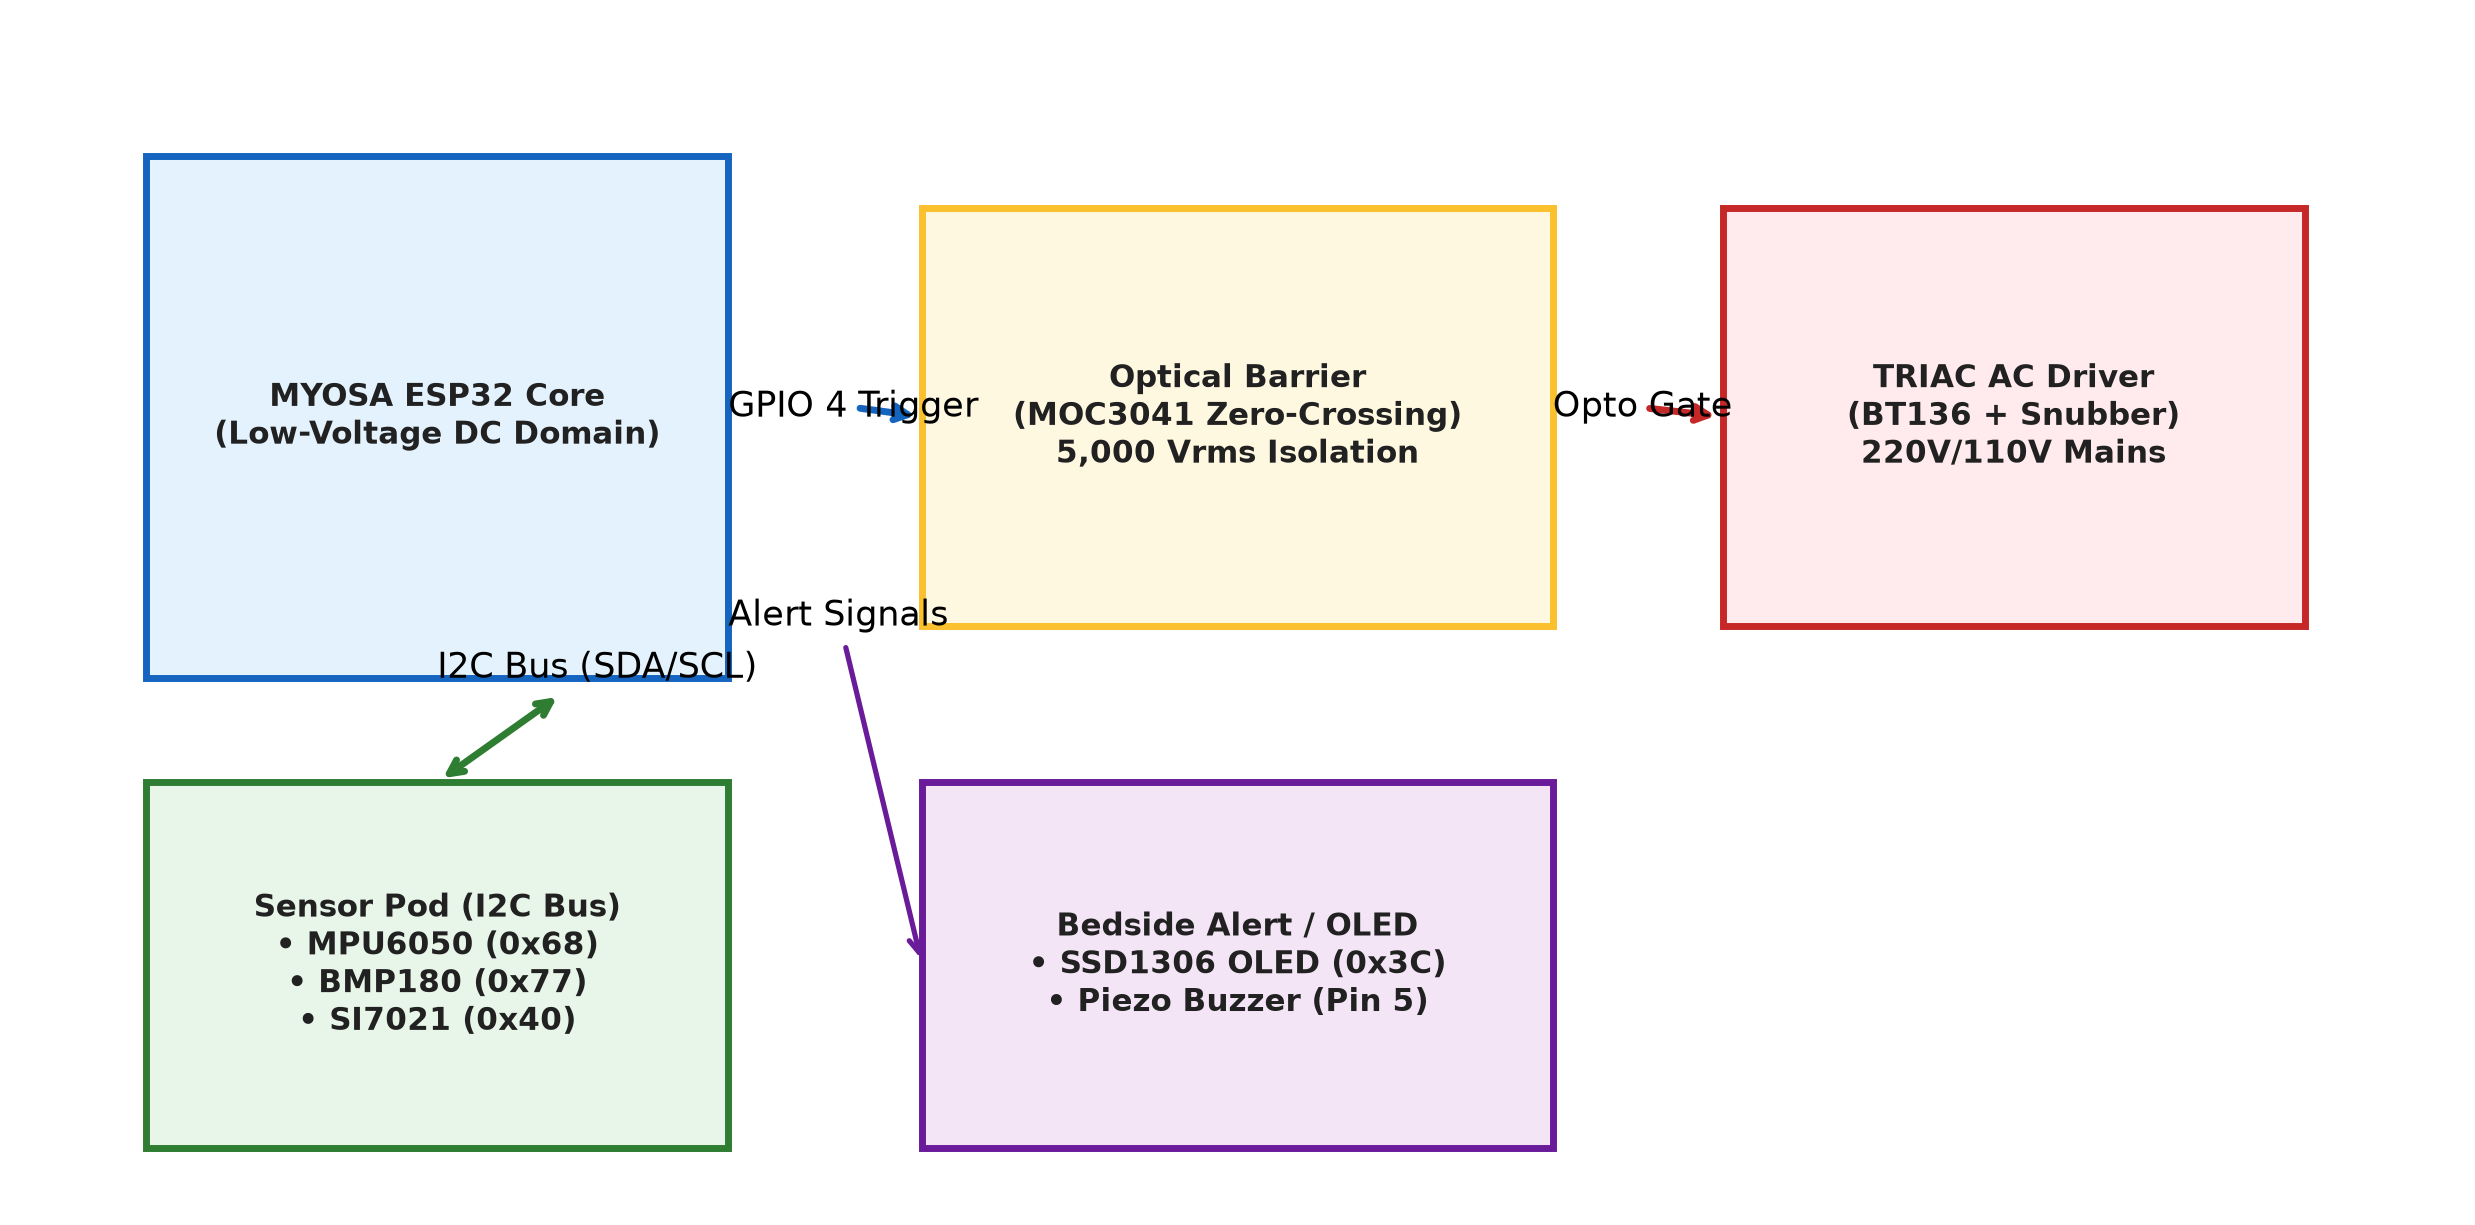 MYOSA ESP32 Core
(Low-Voltage DC Domain)
GPIO 4 Trigger
Optical Barrier
(MOC3041 Zero-Crossing)
5,000 Vrms Isolation
Opto Gate
TRIAC AC Driver
(BT136 + Snubber)
220V/110V Mains
Alert Signals
I2C Bus (SDA/SCL)
Sensor Pod (I2C Bus)
• MPU6050 (0x68)
• BMP180 (0x77)
• SI7021 (0x40)
Bedside Alert / OLED
• SSD1306 OLED (0x3C)
• Piezo Buzzer (Pin 5)